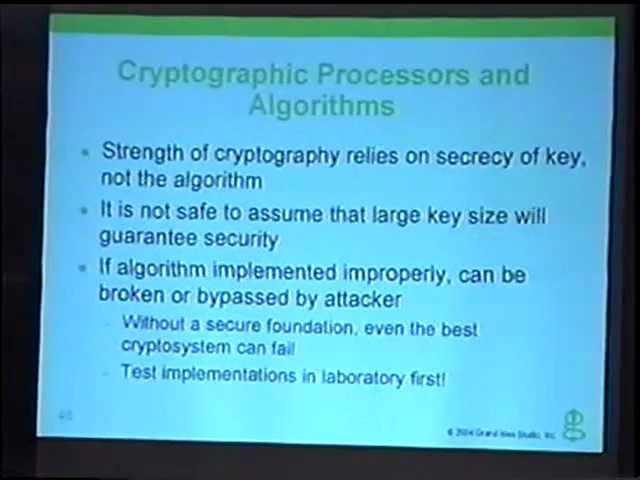 Cryptographic Processors and
Algorithms
Strength of cryptography relies on secrecy of key,
not the algorithm
It is not safe to assume that large key size will
guarantee security
If algorithm implemented improperly, can be
broken or bypassed by attacker
- Without a secure foundation, even the best
cryptosystem can fail
- Test implementations in laboratory first!
© 2004 Grand Idea Studio, Inc.